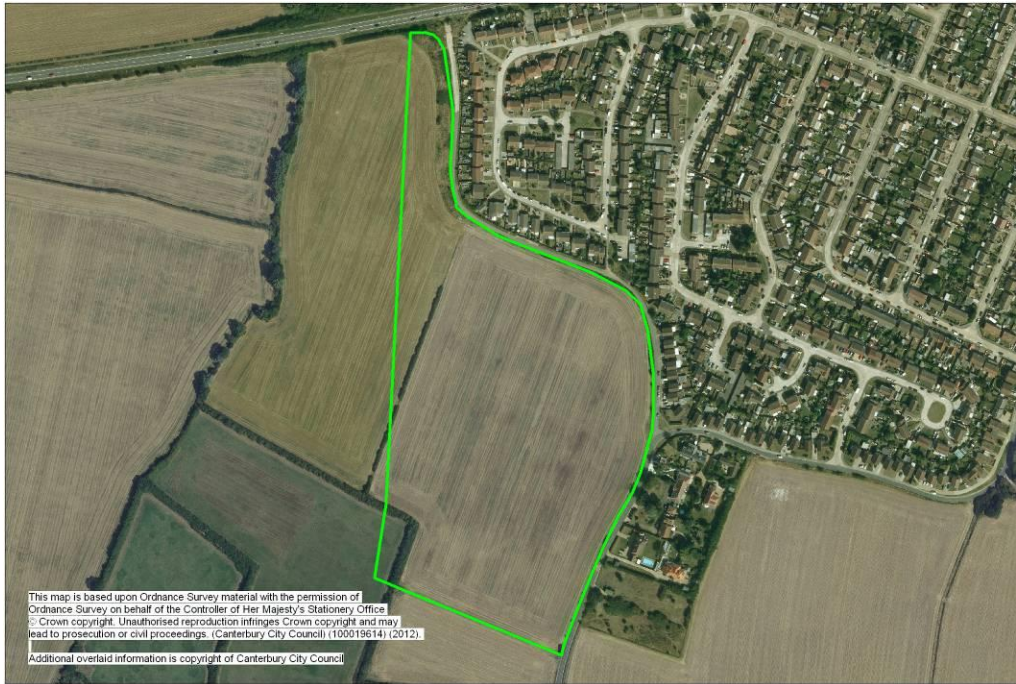 This map is based upon Ordnance Survey material with the permission of
Ordnance Survey on behalf of the Controller of Her Majesty's Stationery Office
© Crown copyright. Unauthorised reproduction infringes Crown copyright and may
lead to prosecution or civil proceedings. (Canterbury City Council) (100019614) (2012).
Additional overlaid information is copyright of Canterbury City Council